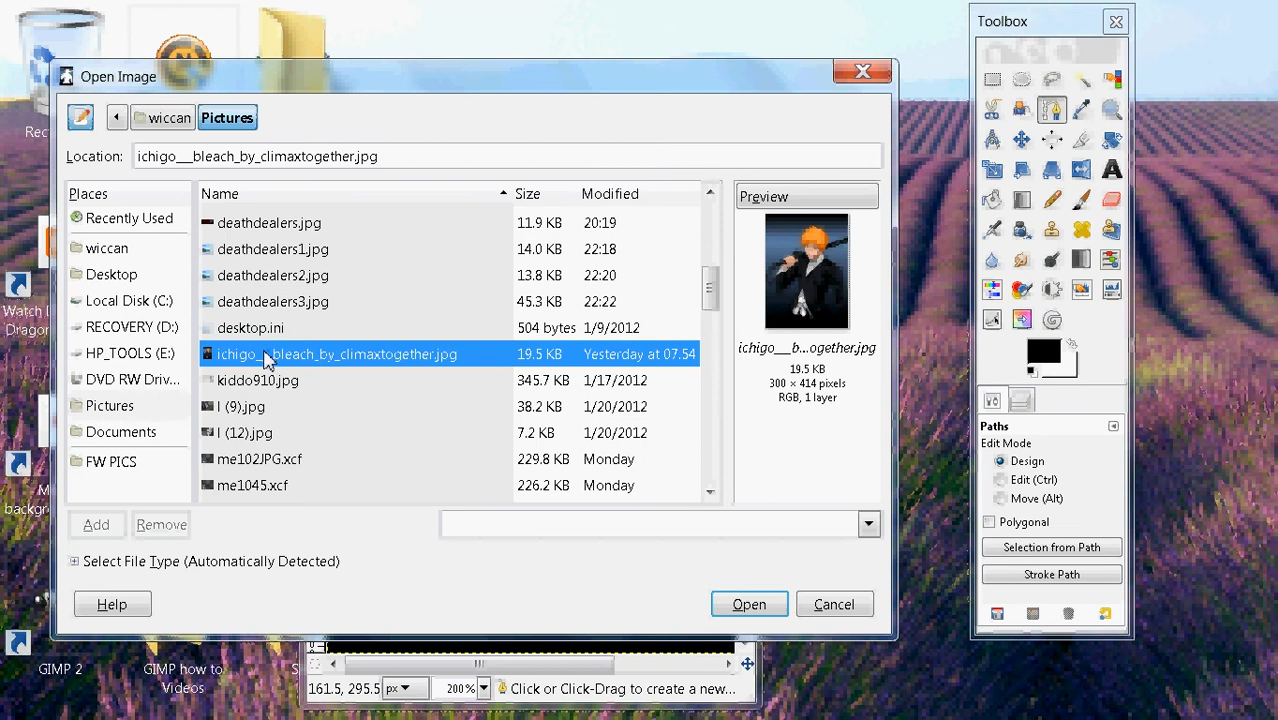 Toolbox
Open Image
wiccan
Pictures
Location:
ichigo___bleach_by_climaxtogether.jpg
Places
Name
Size
Modified
Preview
Recently Used
wiccan
Desktop
Local Disk (C:)
RECOVERY (D:)
HP_TOOLS (E:)
DVD RW Driv...
Pictures
Documents
FW PICS
deathdealers.jpg 11.9 KB 20:19
deathdealers1.jpg 14.0 KB 22:18
deathdealers2.jpg 13.8 KB 22:20
deathdealers3.jpg 45.3 KB 22:22
desktop.ini 504 bytes 1/9/2012
ichigo___bleach_by_climaxtogether.jpg 19.5 KB Yesterday at 07.54
kiddo910.jpg 345.7 KB 1/17/2012
I (9).jpg 38.2 KB 1/20/2012
I (12).jpg 7.2 KB 1/20/2012
me102JPG.xcf 229.8 KB Monday
me1045.xcf 226.2 KB Monday
ichigo__b...ogether.jpg
19.5 KB
300 × 414 pixels
RGB, 1 layer
Add
Remove
Select File Type (Automatically Detected)
Help
Open
Cancel
Paths
Edit Mode
Design
Edit (Ctrl)
Move (Alt)
Polygonal
Selection from Path
Stroke Path
Rec
Watch
Dragon
backgro
GIMP 2
GIMP how to
Videos
161.5, 295.5
px
200%
Click or Click-Drag to create a new...